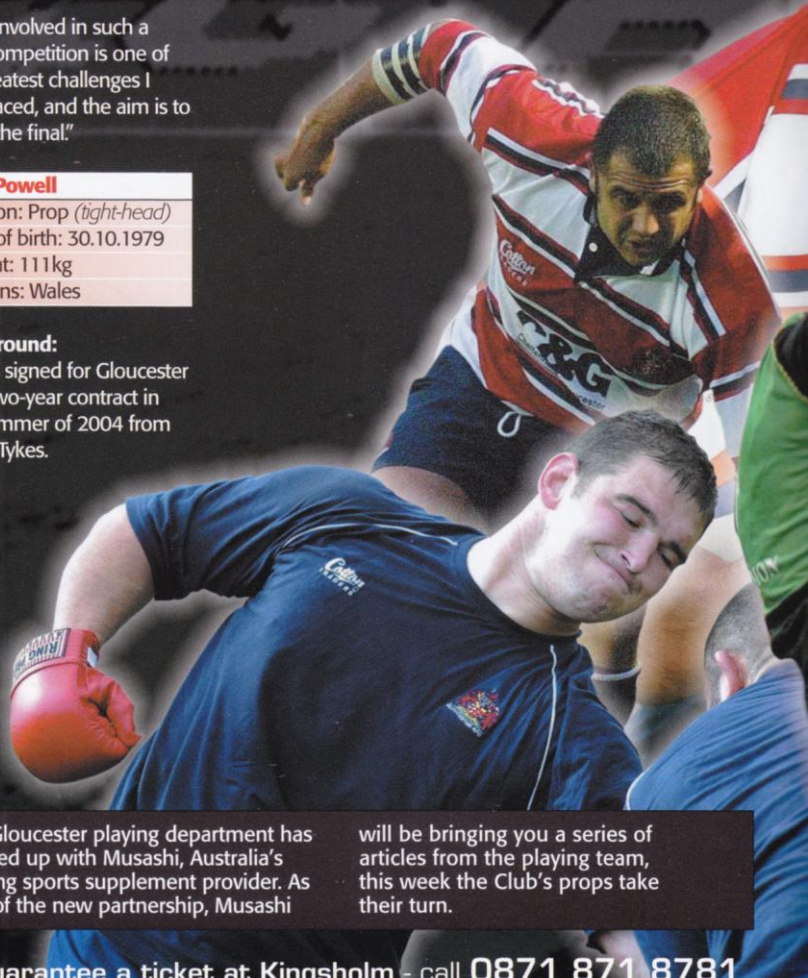 nvolved in such a
ompetition is one of
eatest challenges I
aced, and the aim is to
he final."
Powell
on: Prop (tight-head)
of birth: 30.10.1979
nt: 111kg
ns: Wales
round:
signed for Gloucester
wo-year contract in
mmer of 2004 from
Tykes.
Cotton
TRADERS
C&G
Cotton
TRADERS
RING
Gloucester playing department has
ed up with Musashi, Australia's
ng sports supplement provider. As
of the new partnership, Musashi
will be bringing you a series of
articles from the playing team,
this week the Club's props take
their turn.
uarantee a ticket at Kingsholm - call 0871 871 8781